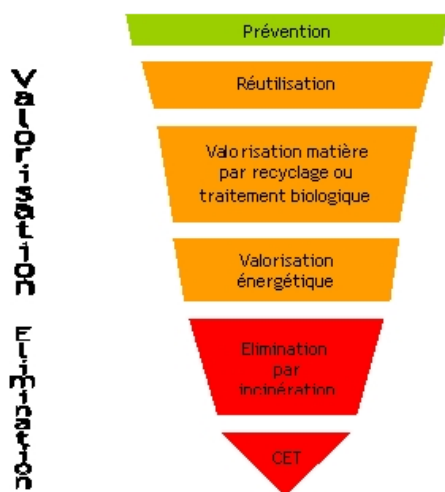 Prévention
Valorisation
Réutilisation
Valorisation matière
par recyclage ou
traitement biologique
Valorisation
énergétique
Elimination
Elimination
par
incinération
CET